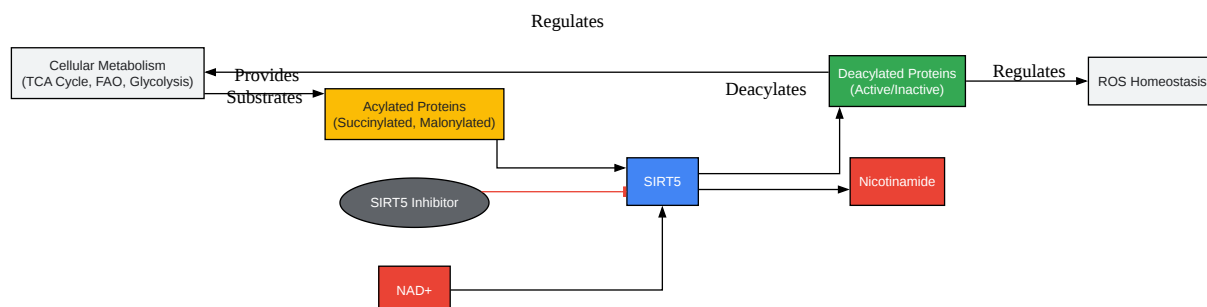 Regulates
Cellular Metabolism
(TCA Cycle, FAO, Glycolysis)
Provides
Substrates
Acylated Proteins
(Succinylated, Malonylated)
Deacylates
Deacylated Proteins
(Active/Inactive)
Regulates
ROS Homeostasis
SIRT5 Inhibitor
SIRT5
Nicotinamide
NAD+